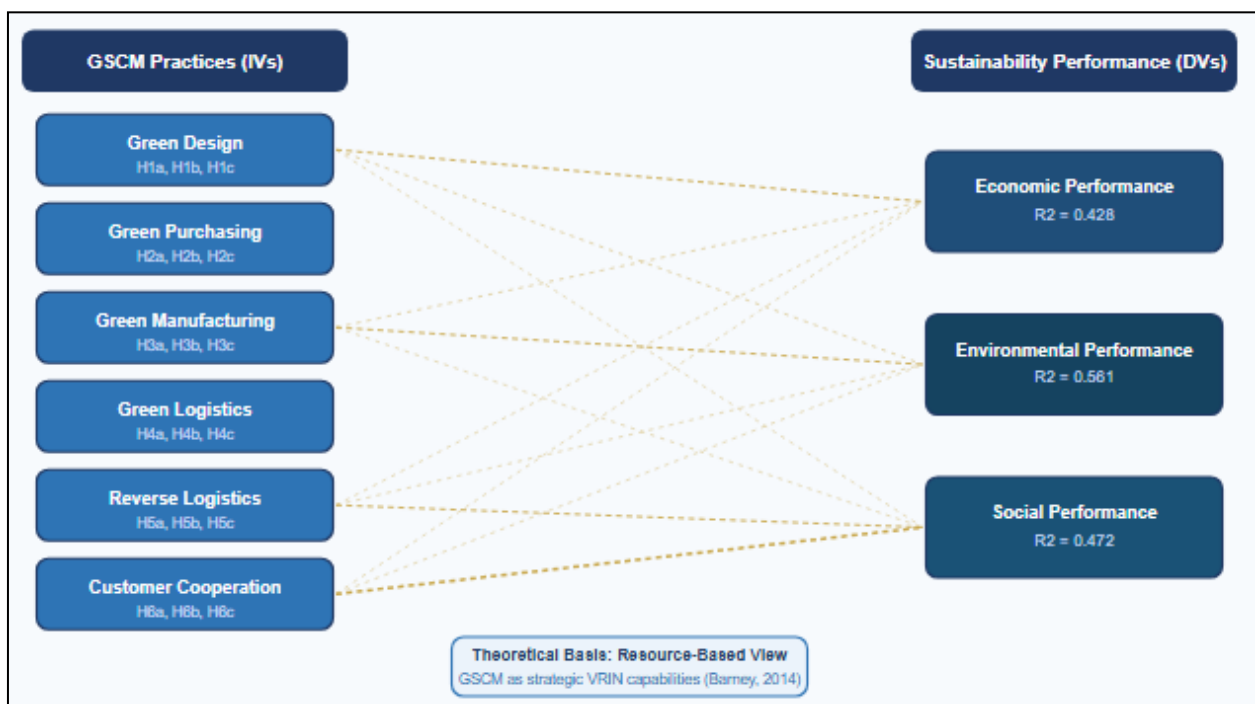 GSCM Practices (IVs)
Sustainability Performance (DVs)
Green Design
H1a, H1b, H1c
Green Purchasing
H2a, H2b, H2c
Green Manufacturing
H3a, H3b, H3c
Green Logistics
H4a, H4b, H4c
Reverse Logistics
H5a, H5b, H5c
Customer Cooperation
H6a, H6b, H6c
Economic Performance
R2 = 0.428
Environmental Performance
R2 = 0.561
Social Performance
R2 = 0.472
Theoretical Basis: Resource-Based View
GSCM as strategic VRIN capabilities (Barney, 2014)